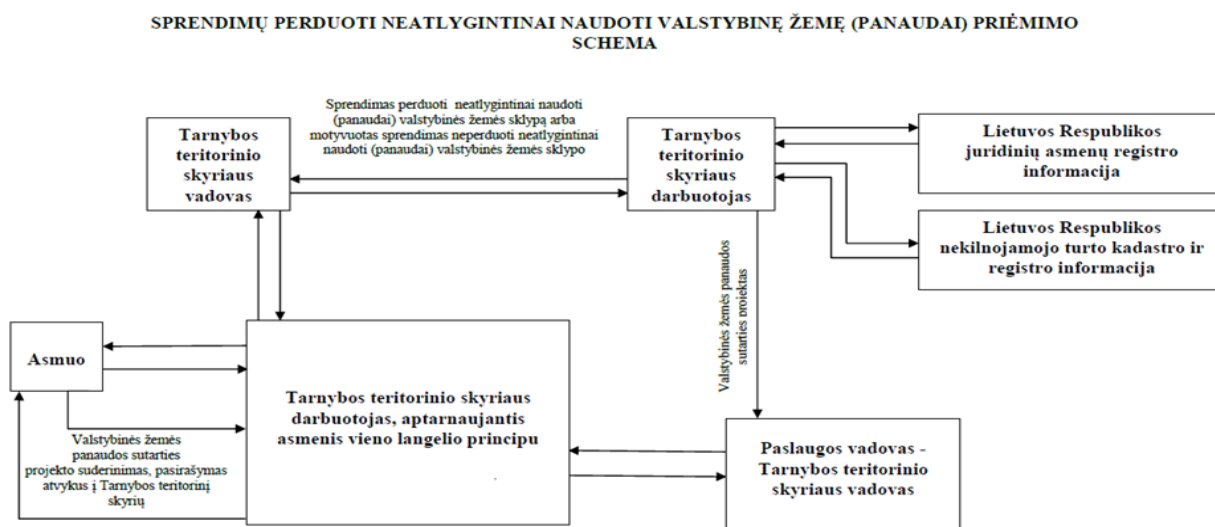 SPRENDIMŲ PERDUOTI NEATLYGINTINAI NAUDOTI VALSTYBINĘ ŽEMĘ (PANAUDAI) PRIĖMIMO
SCHEMA
Sprendimas perduoti neatlygintinai naudoti
(panaudai) valstybinės žemės sklypą arba
motyvuotas sprendimas neperduoti neatlygintinai
naudoti (panaudai) valstybinės žemės sklypo
Tarnybos
teritorinio
skyriaus
vadovas
Tarnybos
teritorinio
skyriaus
darbuotojas
Lietuvos Respublikos
juridinių asmenų registro
informacija
Lietuvos Respublikos
nekilnojamojo turto kadastro ir
registro informacija
Valstybinės žemės panaudos
sutarties projektas
Asmuo
Tarnybos teritorinio skyriaus
darbuotojas, aptarnaujantis
asmenis vieno langelio principu
Valstybinės žemės
panaudos sutarties
projekto suderinimas, pasirašymas
atvykus į Tarnybos teritorinį
skyrių
Paslaugos vadovas -
Tarnybos teritorinio
skyriaus vadovas